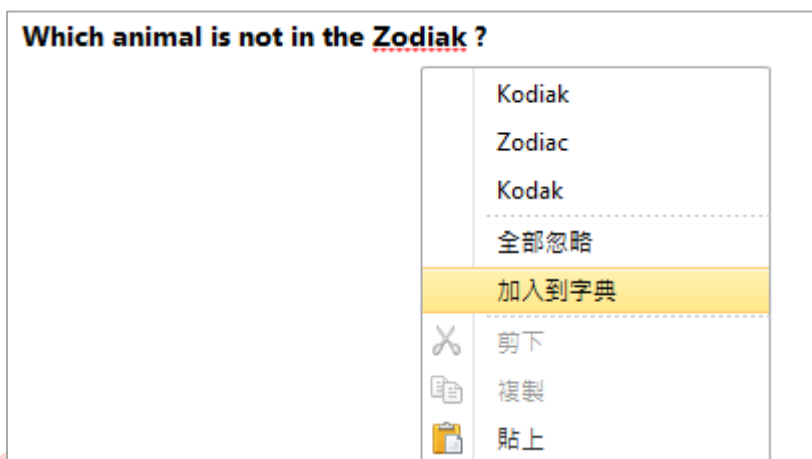 Which animal is not in the Zodiak ?
Kodiak
Zodiac
Kodak
全部忽略
加入到字典
剪下
複製
貼上